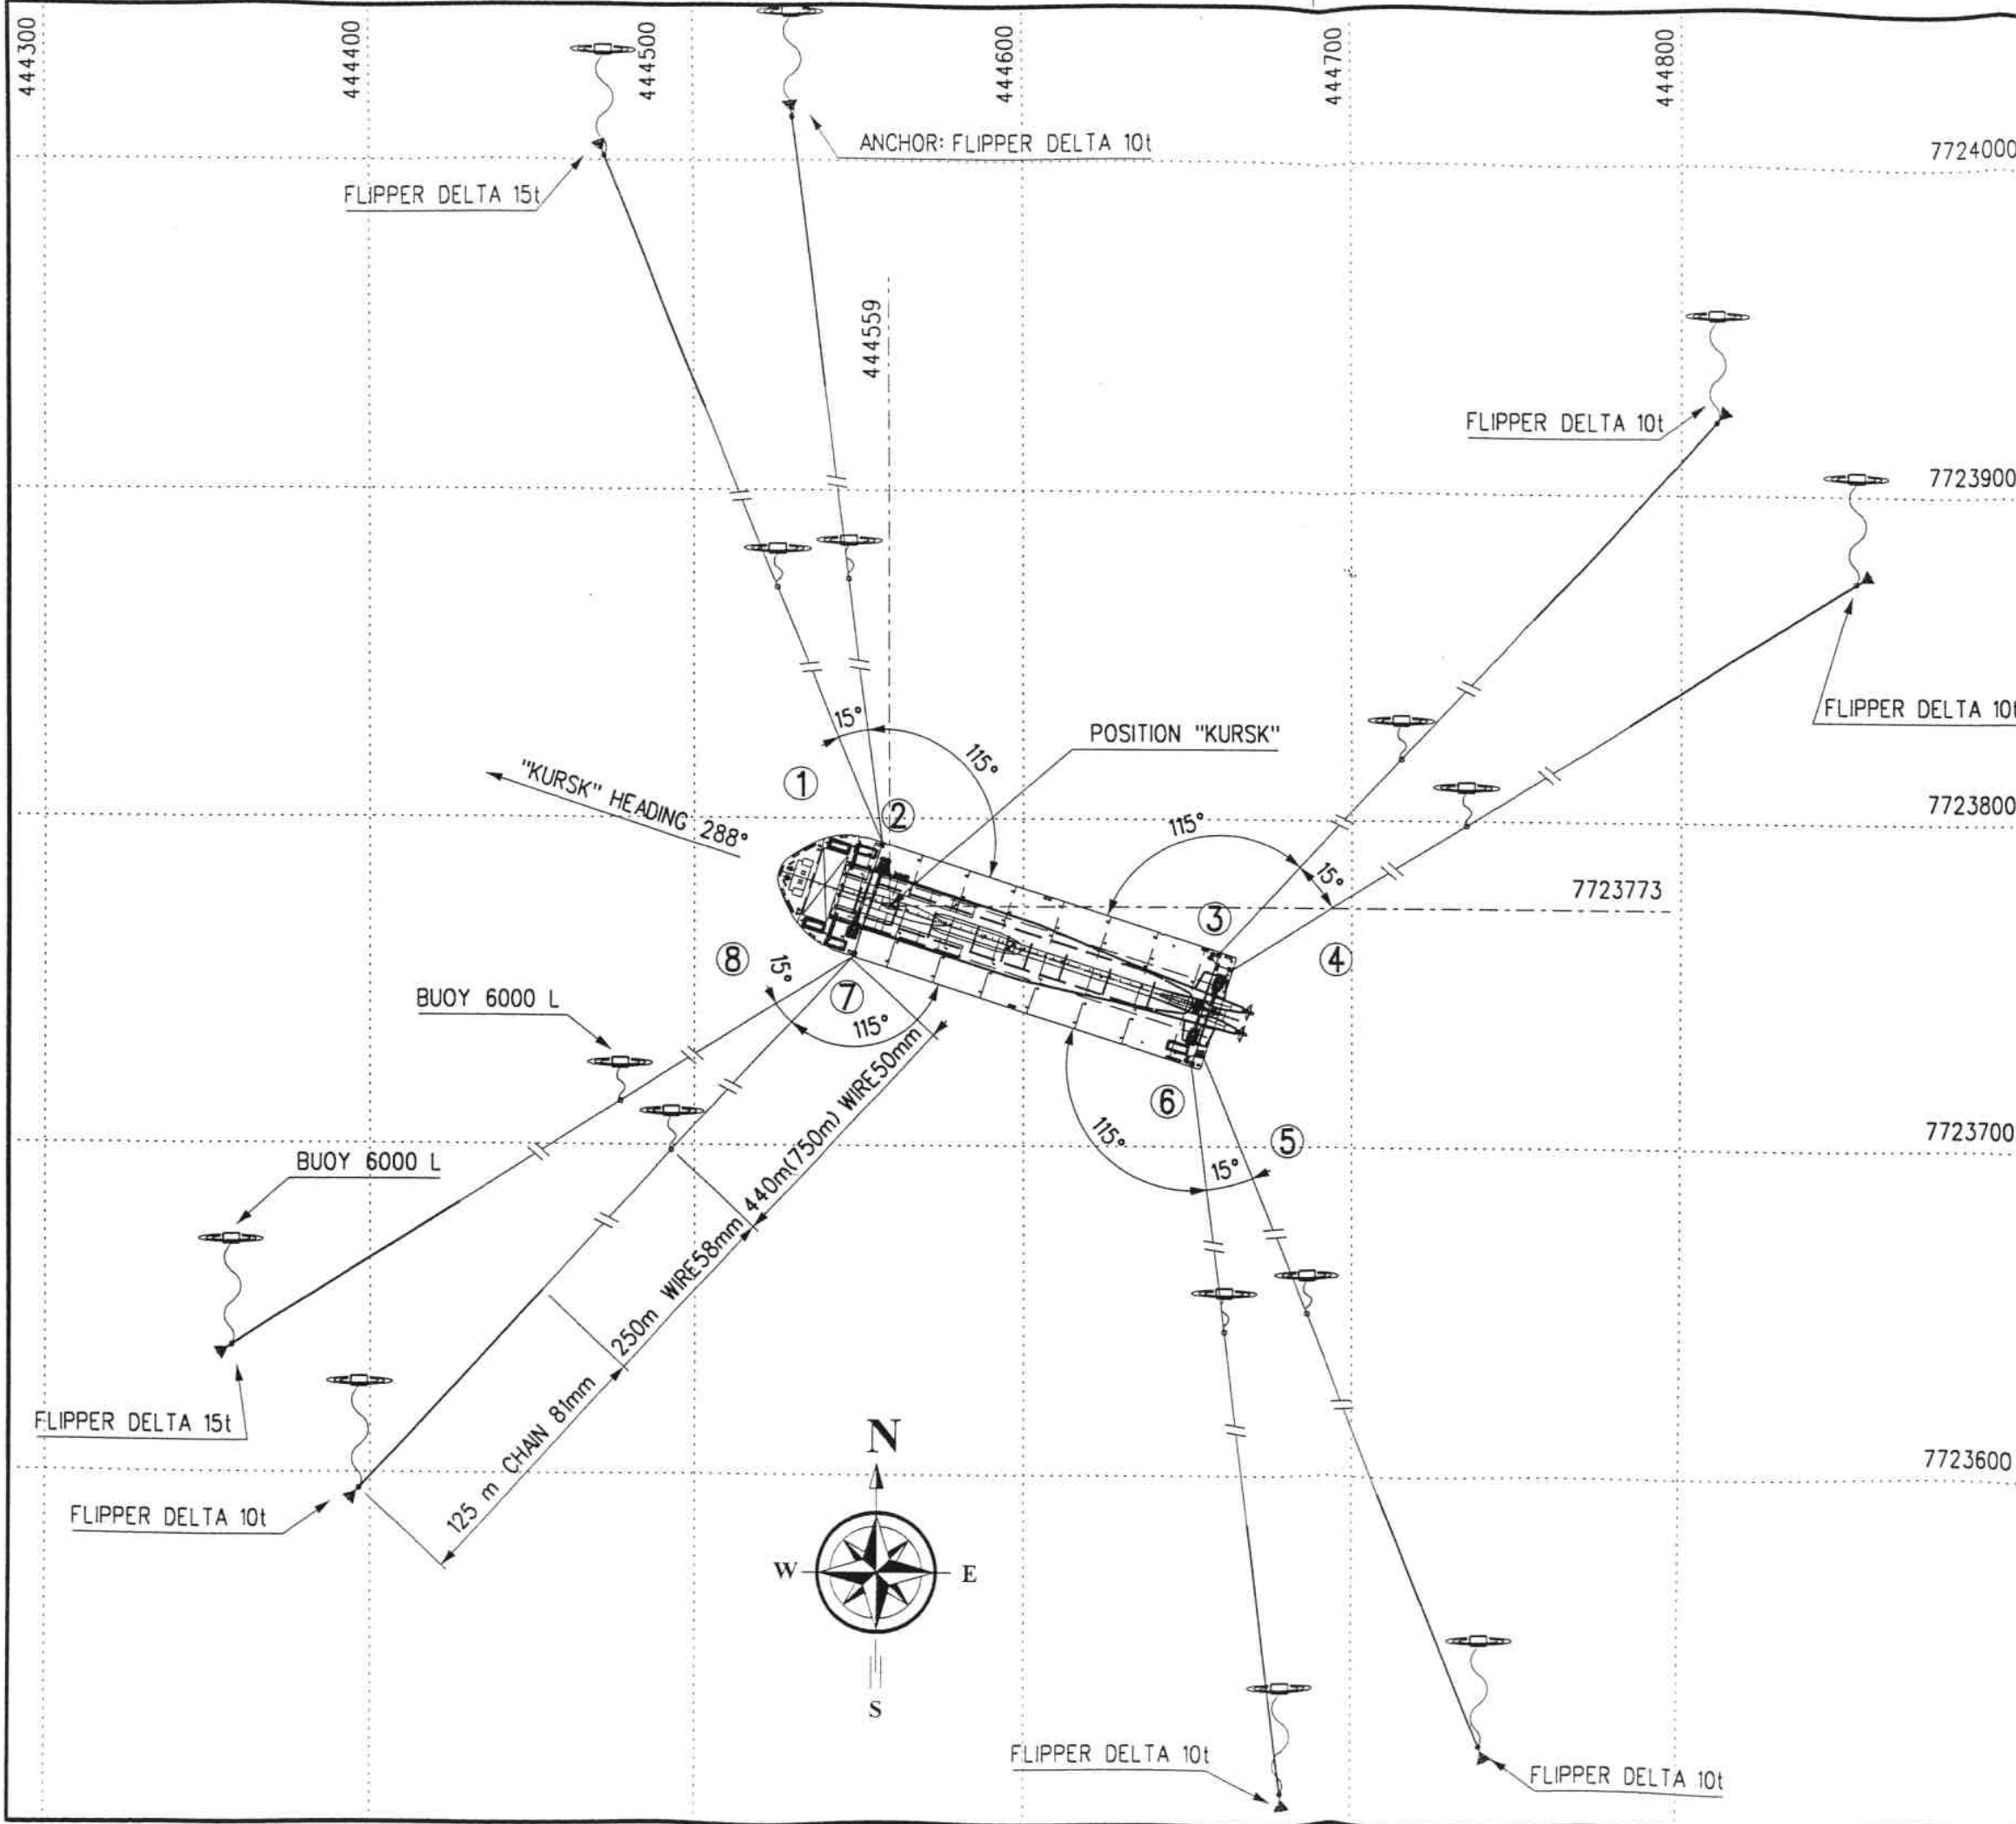 444300
444400
444500
444600
444700
444800
ANCHOR: FLIPPER DELTA 10t
7724000
FLIPPER DELTA 15t
444559
FLIPPER DELTA 10t
7723900
FLIPPER DELTA 10t
15°
115°
POSITION "KURSK"
1
"KURSK" HEADING 288°
2
115°
7723800
15°
7723773
3
4
8
15°
7
115°
BUOY 6000 L
6
115°
5
15°
7723700
BUOY 6000 L
440m(750m) WIRE50mm
250m WIRE58mm
125 m CHAIN 81mm
FLIPPER DELTA 15t
FLIPPER DELTA 10t
7723600
N
W
E
S
FLIPPER DELTA 10t
FLIPPER DELTA 10t